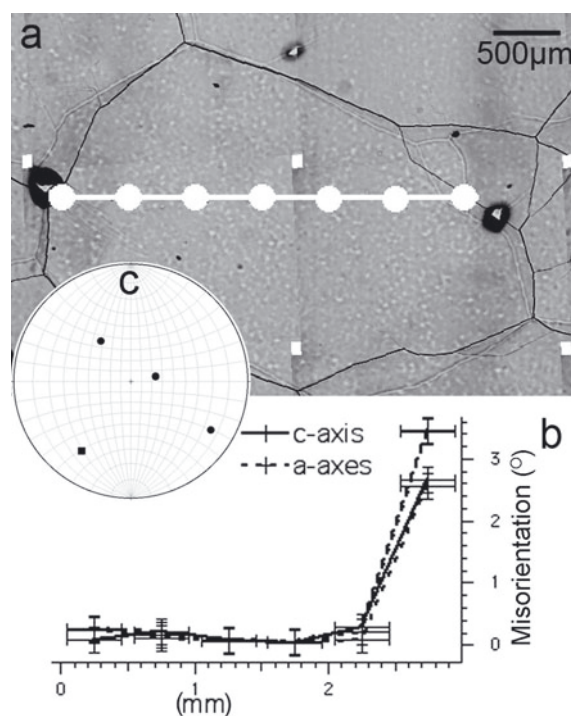 a
500µm
c
c-axis
a-axes
b
3
2
1
0
Misorientation (°)
0 1 2
(mm)